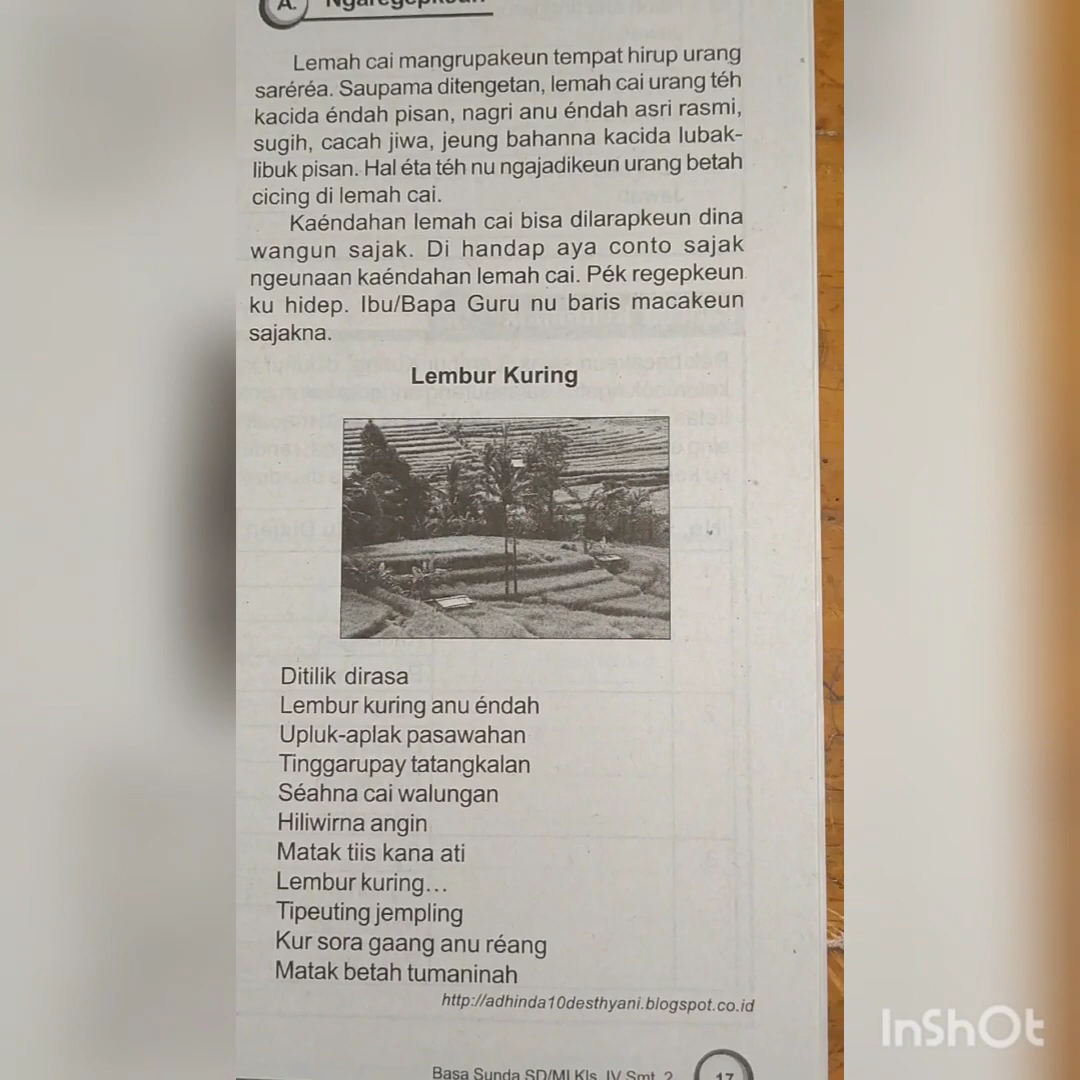 A. Ngaregepkeun
Lemah cai mangrupakeun tempat hirup urang
saréréa. Saupama ditengetan, lemah cai urang téh
kacida éndah pisan, nagri anu éndah asri rasmi,
sugih, cacah jiwa, jeung bahanna kacida lubak-
libuk pisan. Hal éta téh nu ngajadikeun urang betah
cicing di lemah cai.
Kaéndahan lemah cai bisa dilarapkeun dina
wangun sajak. Di handap aya conto sajak
ngeunaan kaéndahan lemah cai. Pék regepkeun
ku hidep. Ibu/Bapa Guru nu baris macakeun
sajakna.
Lembur Kuring
Ditilik dirasa
Lembur kuring anu éndah
Upluk-aplak pasawahan
Tinggarupay tatangkalan
Séahna cai walungan
Hiliwirna angin
Matak tiis kana ati
Lembur kuring...
Tipeuting jempling
Kur sora gaang anu réang
Matak betah tumaninah
http://adhinda10desthyani.blogspot.co.id
Basa Sunda SD/MI Kls. IV Smt. 2 17
InShOt